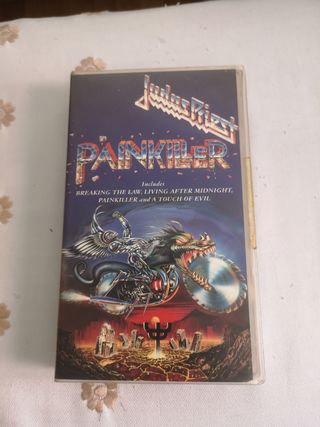 Judas Priest
PAINKILLER
Includes
BREAKING THE LAW, LIVING AFTER MIDNIGHT,
PAINKILLER and A TOUCH OF EVIL